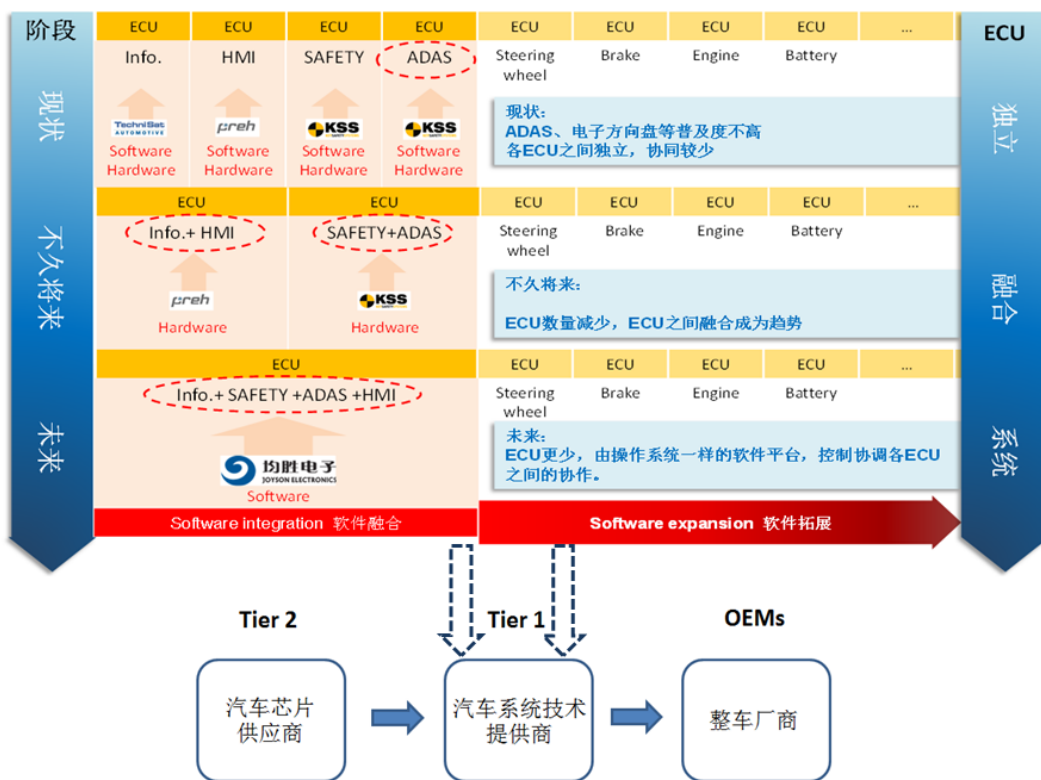 阶段
ECU ECU ECU ECU ECU ECU ECU ECU ...
ECU
Info. HMI SAFETY ADAS Steering wheel Brake Engine Battery
现状
TechniSat AUTOMOTIVE
preh
KSS
KSS
Software Hardware
Software Hardware
Software Hardware
Software Hardware
现状：
ADAS、电子方向盘等普及度不高
各ECU之间独立，协同较少
独立
ECU ECU ECU ECU ECU ECU ...
不久将来
Info.+ HMI SAFETY+ADAS Steering wheel Brake Engine Battery
preh
KSS
Hardware
Hardware
不久将来：
ECU数量减少，ECU之间融合成为趋势
融合
ECU ECU ECU ECU ECU ...
未来
Info.+ SAFETY +ADAS +HMI Steering wheel Brake Engine Battery
均胜电子
JOYSON ELECTRONICS
Software
未来：
ECU更少，由操作系统一样的软件平台，控制协调各ECU
之间的协作。
系统
Software integration 软件融合
Software expansion 软件拓展
Tier 2 Tier 1 OEMs
汽车芯片
供应商
汽车系统技术
提供商
整车厂商